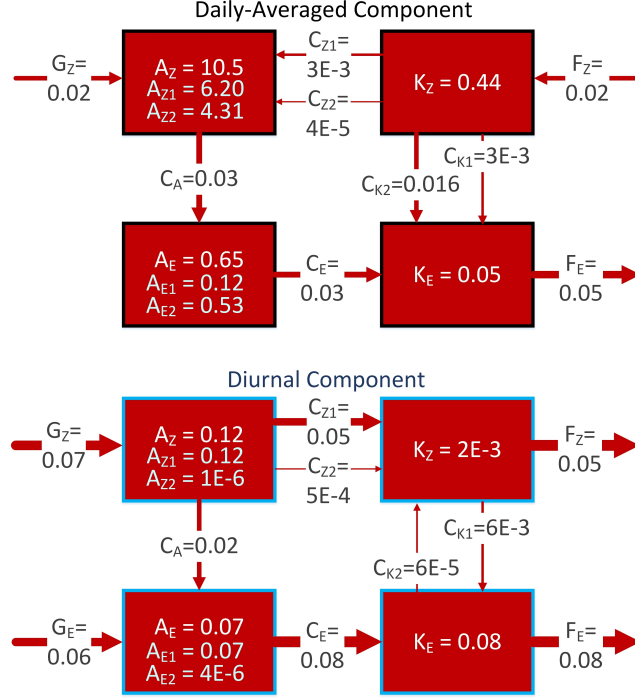 Daily-Averaged Component
G_Z=
0.02
A_Z = 10.5
A_Z1 = 6.20
A_Z2 = 4.31
C_Z1=
3E-3
C_Z2=
4E-5
K_Z = 0.44
F_Z=
0.02
C_A=0.03
C_K2=0.016
C_K1=3E-3
A_E = 0.65
A_E1 = 0.12
A_E2 = 0.53
C_E=
0.03
K_E = 0.05
F_E=
0.05
Diurnal Component
G_Z=
0.07
A_Z = 0.12
A_Z1 = 0.12
A_Z2 = 1E-6
C_Z1=
0.05
C_Z2=
5E-4
K_Z = 2E-3
F_Z=
0.05
C_A=0.02
C_K2=6E-5
C_K1=6E-3
G_E=
0.06
A_E = 0.07
A_E1 = 0.07
A_E2 = 4E-6
C_E=
0.08
K_E = 0.08
F_E=
0.08